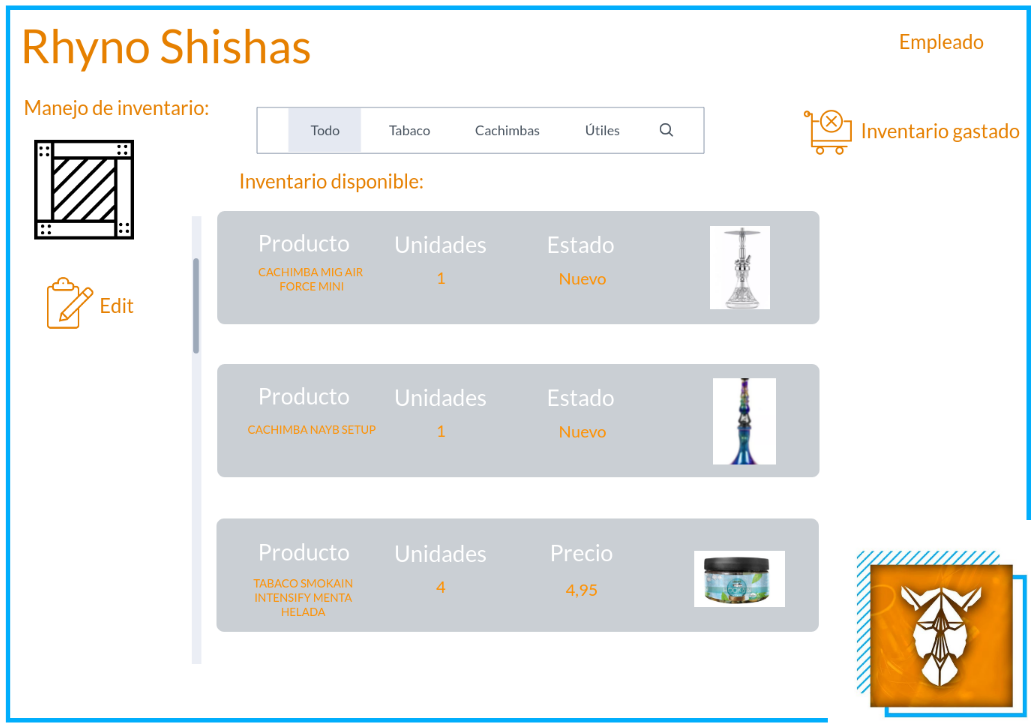 Rhyno Shishas
Empleado
Manejo de inventario:
Todo Tabaco Cachimbas Útiles
Inventario gastado
Inventario disponible:
Edit
Producto Unidades Estado
CACHIMBA MIG AIR
FORCE MINI
1 Nuevo
Producto Unidades Estado
CACHIMBA NAYB SETUP 1 Nuevo
Producto Unidades Precio
TABACO SMOKAIN
INTENSIFY MENTA
HELADA
4 4,95